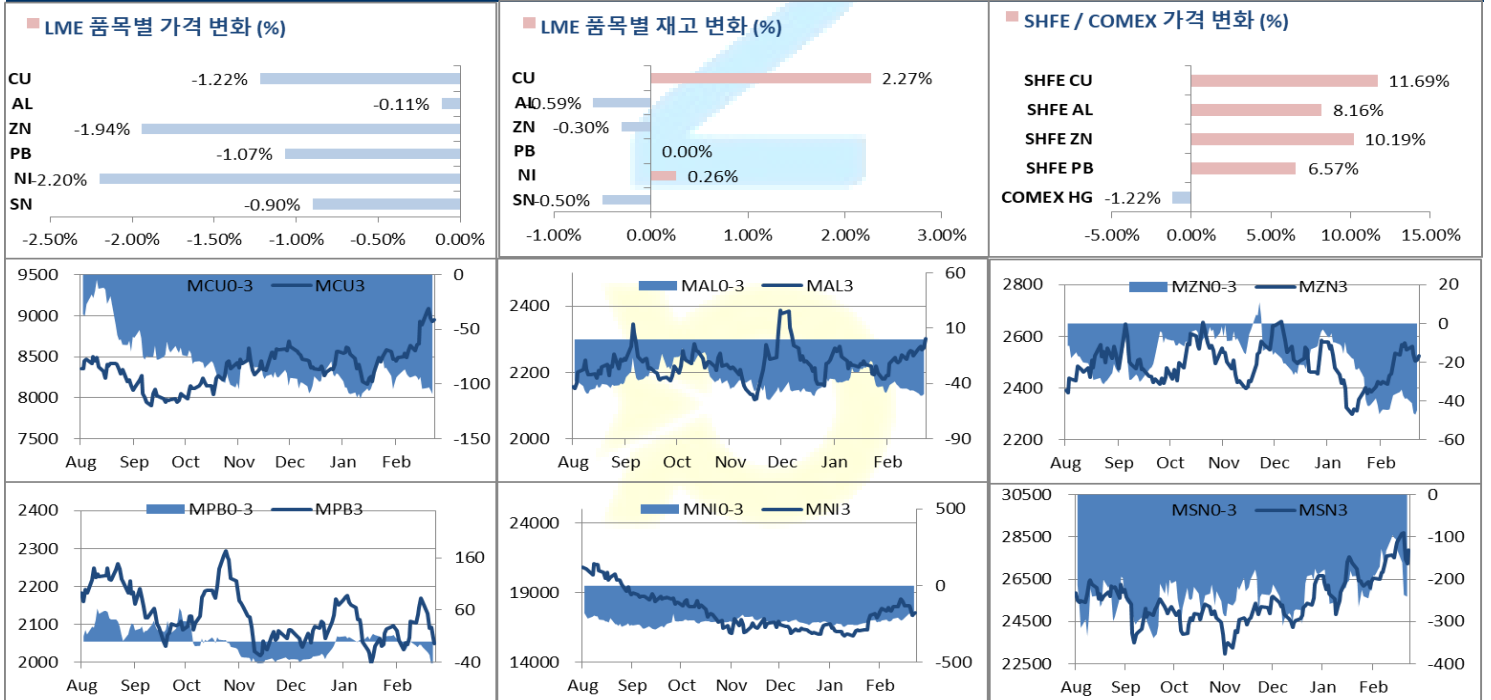 LME 품목별 가격 변화 (%)
CU
-1.22%
AL
-0.11%
ZN
-1.94%
PB
-1.07%
NI
-2.20%
SN
-0.90%
-2.50% -2.00% -1.50% -1.00% -0.50% 0.00%
LME 품목별 재고 변화 (%)
CU
2.27%
AL
-0.59%
ZN
-0.30%
PB
0.00%
NI
0.26%
SN
-0.50%
-1.00% 0.00% 1.00% 2.00% 3.00%
SHFE / COMEX 가격 변화 (%)
SHFE CU
11.69%
SHFE AL
8.16%
SHFE ZN
10.19%
SHFE PB
6.57%
COMEX HG
-1.22%
-5.00% 0.00% 5.00% 10.00% 15.00%
MCU0-3 MCU3
9500
9000
8500
8000
7500
0
-50
-100
-150
Aug Sep Oct Nov Dec Jan Feb
MAL0-3 MAL3
2400
2200
2000
60
10
-40
-90
Aug Sep Oct Nov Dec Jan Feb
MZN0-3 MZN3
2800
2600
2400
2200
20
0
-20
-40
-60
Aug Sep Oct Nov Dec Jan Feb
MPB0-3 MPB3
2400
2300
2200
2100
2000
160
60
-40
Aug Sep Oct Nov Dec Jan Feb
MNI0-3 MNI3
24000
19000
14000
500
0
-500
Aug Sep Oct Nov Dec Jan Feb
MSN0-3 MSN3
30500
28500
26500
24500
22500
0
-100
-200
-300
-400
Aug Sep Oct Nov Dec Jan Feb